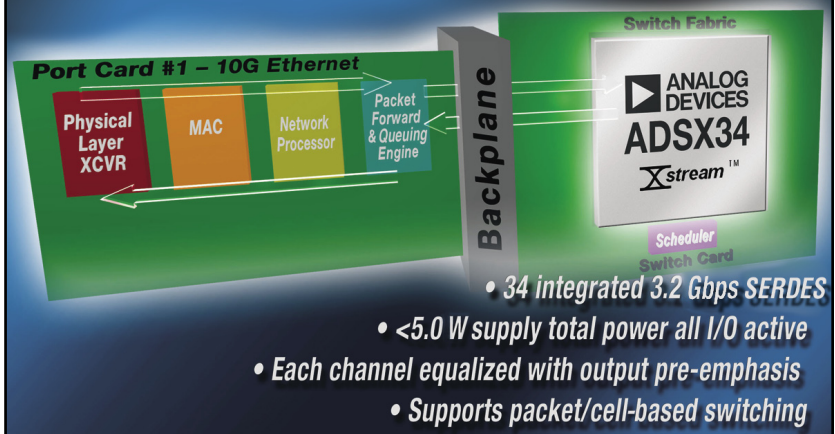 Switch Fabric
Port Card #1 – 10G Ethernet
Physical
Layer
XCVR
MAC
Network
Processor
Packet
Forward
& Queuing
Engine
Backplane
ANALOG
DEVICES
ADSX34
Xstream™
Scheduler
Switch Card
• 34 integrated 3.2 Gbps SERDES
• <5.0 W supply total power all I/O active
• Each channel equalized with output pre-emphasis
• Supports packet/cell-based switching